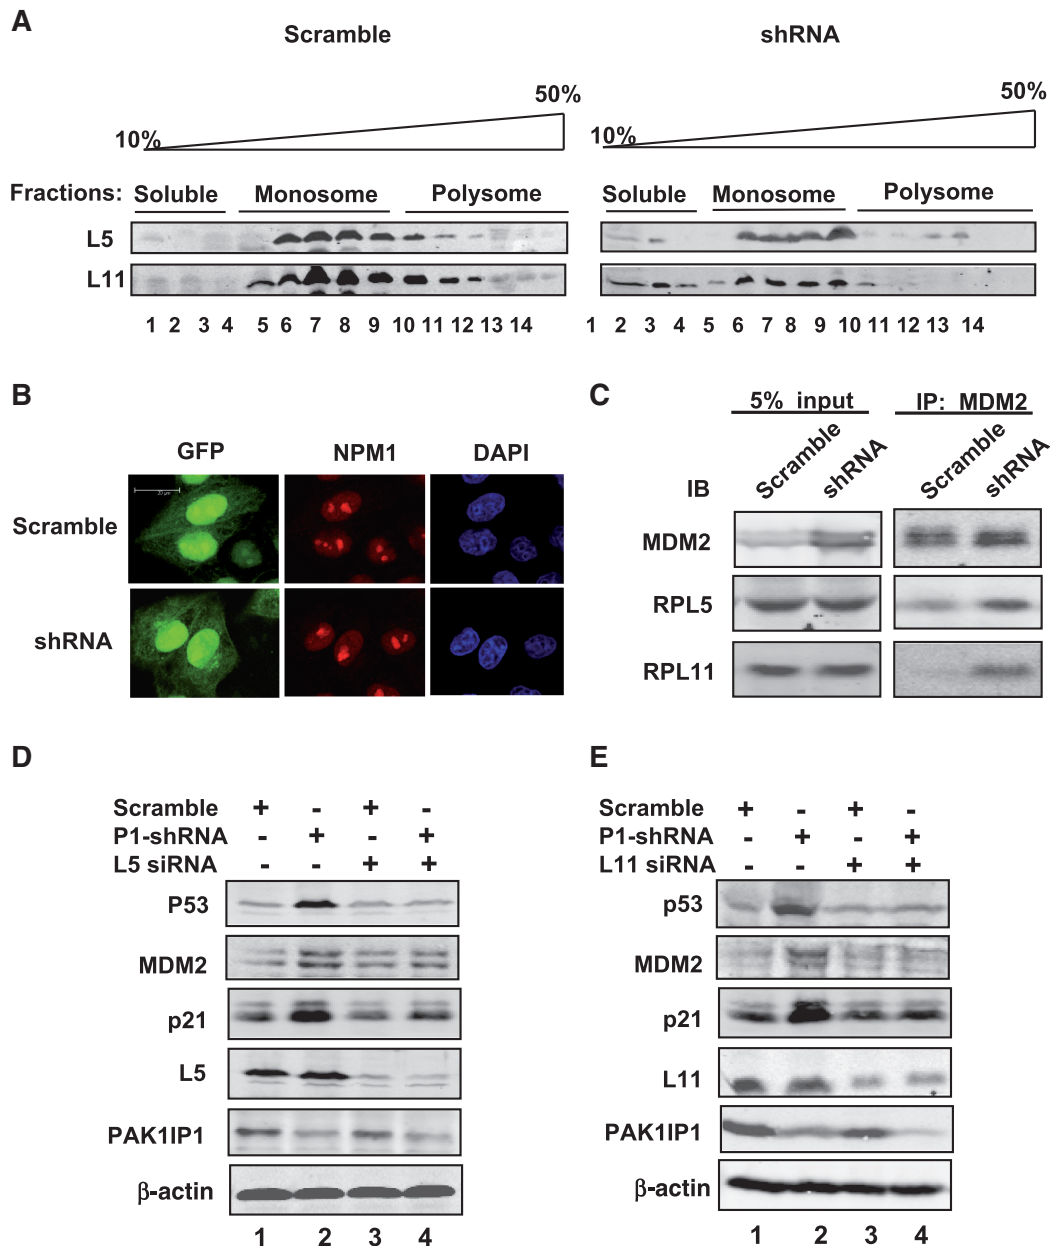 A
Scramble
shRNA
10%
50%
10%
50%
Fractions: Soluble Monosome Polysome
Soluble Monosome Polysome
L5
L11
1 2 3 4 5 6 7 8 9 10 11 12 13 14
1 2 3 4 5 6 7 8 9 10 11 12 13 14
B
GFP NPM1 DAPI
Scramble
shRNA
C
5% input IP: MDM2
IB Scramble shRNA Scramble shRNA
MDM2
RPL5
RPL11
D
Scramble + - + -
P1-shRNA - + - +
L5 siRNA - - + +
P53
MDM2
p21
L5
PAK1IP1
β-actin
1 2 3 4
E
Scramble + - + -
P1-shRNA - + - +
L11 siRNA - - + +
p53
MDM2
p21
L11
PAK1IP1
β-actin
1 2 3 4